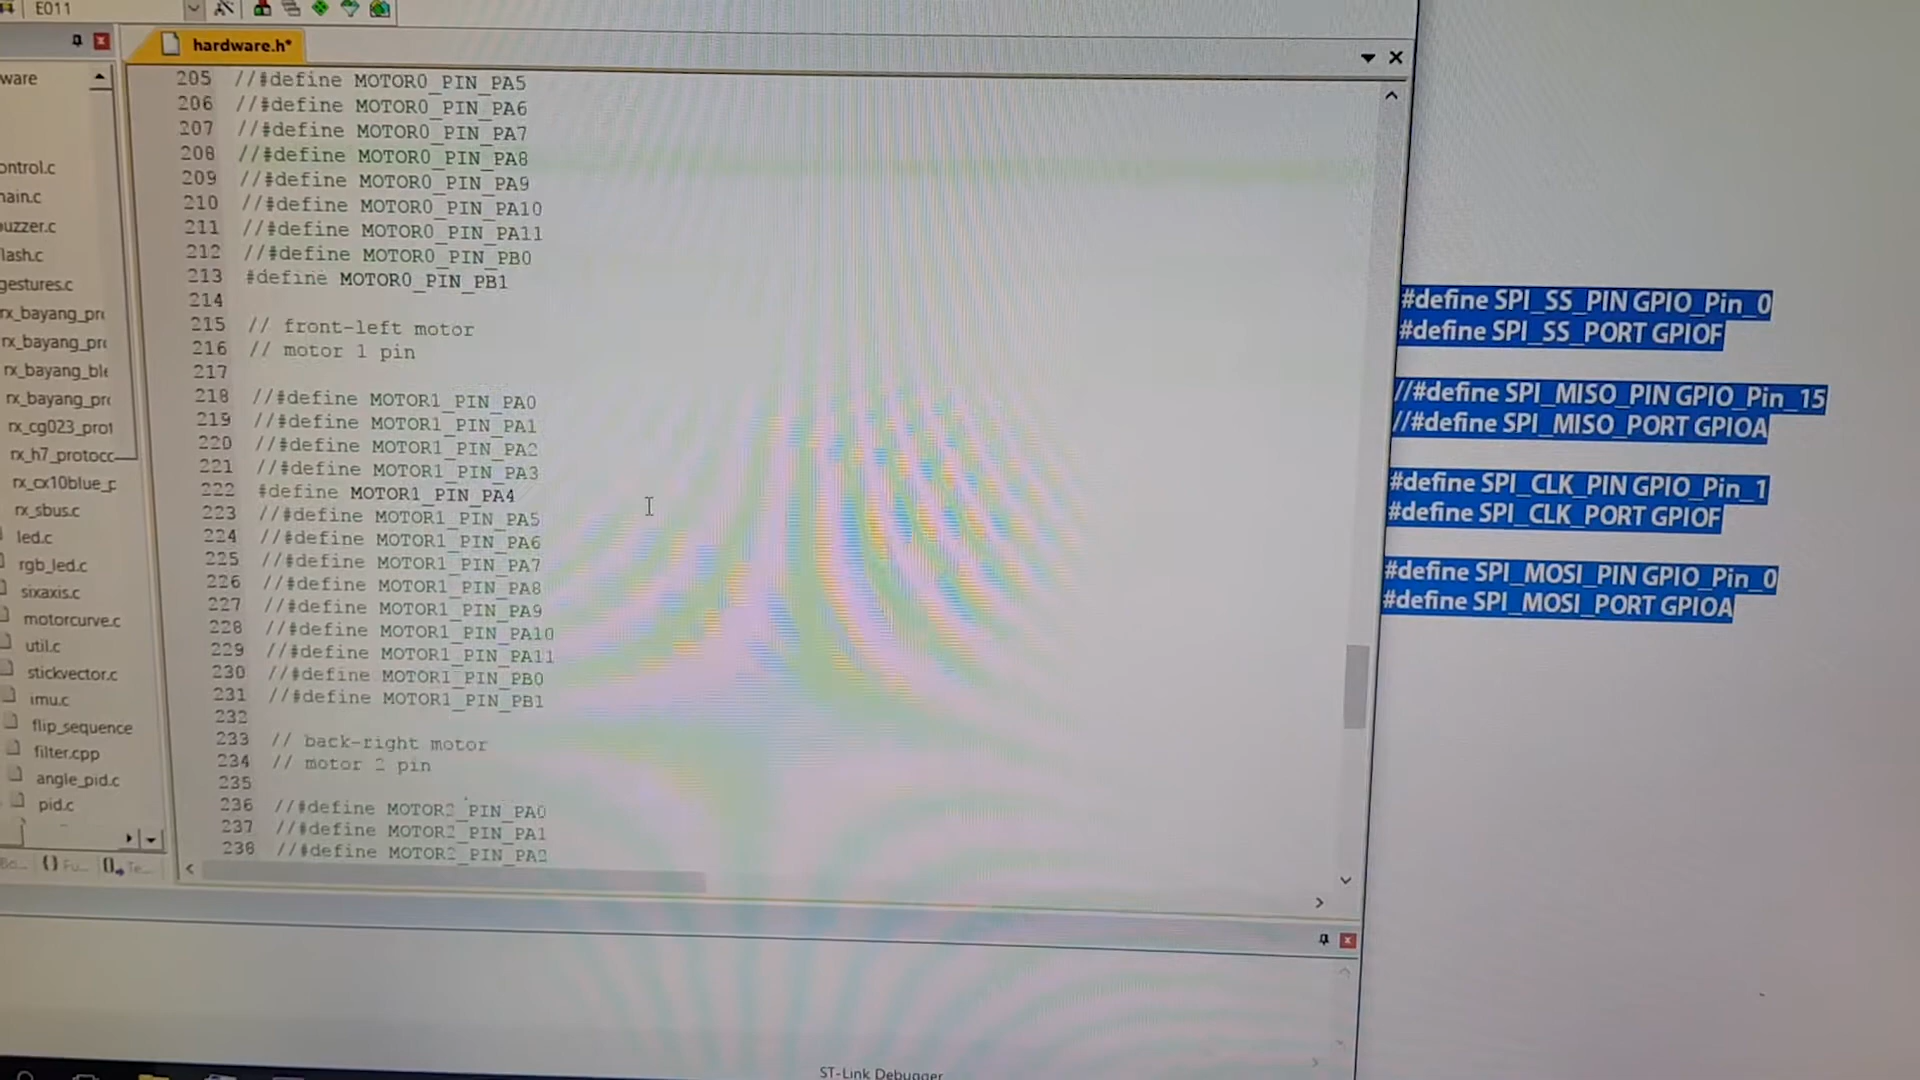 E011
hardware.h*
ware
ontrol.c
ain.c
uzzer.c
lash.c
gestures.c
rx_bayang_pr
rx_bayang_pr
rx_bayang_bl
rx_bayang_pr
rx_cg023_prot
rx_h7_protoc
rx_cx10blue_p
rx_sbus.c
led.c
rgb_led.c
sixaxis.c
motorcurve.c
util.c
stickvector.c
imu.c
flip_sequence
filter.cpp
angle_pid.c
pid.c
Bo... {} Fu... Te...
205 //#define MOTOR0_PIN_PA5
206 //#define MOTOR0_PIN_PA6
207 //#define MOTOR0_PIN_PA7
208 //#define MOTOR0_PIN_PA8
209 //#define MOTOR0_PIN_PA9
210 //#define MOTOR0_PIN_PA10
211 //#define MOTOR0_PIN_PA11
212 //#define MOTOR0_PIN_PB0
213 #define MOTOR0_PIN_PB1
214
215 // front-left motor
216 // motor 1 pin
217
218 //#define MOTOR1_PIN_PA0
219 //#define MOTOR1_PIN_PA1
220 //#define MOTOR1_PIN_PA2
221 //#define MOTOR1_PIN_PA3
222 #define MOTOR1_PIN_PA4
223 //#define MOTOR1_PIN_PA5
224 //#define MOTOR1_PIN_PA6
225 //#define MOTOR1_PIN_PA7
226 //#define MOTOR1_PIN_PA8
227 //#define MOTOR1_PIN_PA9
228 //#define MOTOR1_PIN_PA10
229 //#define MOTOR1_PIN_PA11
230 //#define MOTOR1_PIN_PB0
231 //#define MOTOR1_PIN_PB1
232
233 // back-right motor
234 // motor 2 pin
235
236 //#define MOTOR2_PIN_PA0
237 //#define MOTOR2_PIN_PA1
238 //#define MOTOR2_PIN_PA2
#define SPI_SS_PIN GPIO_Pin_0
#define SPI_SS_PORT GPIOF
//#define SPI_MISO_PIN GPIO_Pin_15
//#define SPI_MISO_PORT GPIOA
#define SPI_CLK_PIN GPIO_Pin_1
#define SPI_CLK_PORT GPIOF
#define SPI_MOSI_PIN GPIO_Pin_0
#define SPI_MOSI_PORT GPIOA
ST-Link Debugger